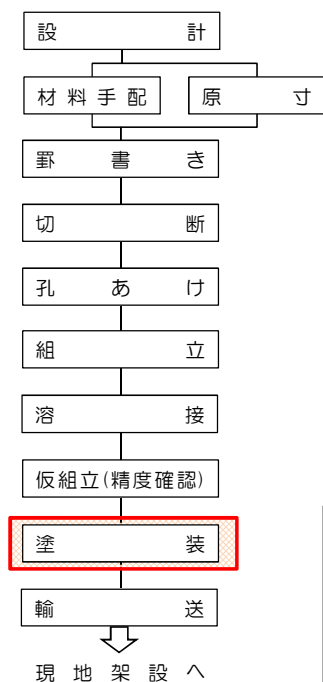 設計
材料手配
原寸
罫書き
切断
孔あけ
組立
溶接
仮組立(精度確認)
塗装
輸送
現地架設へ